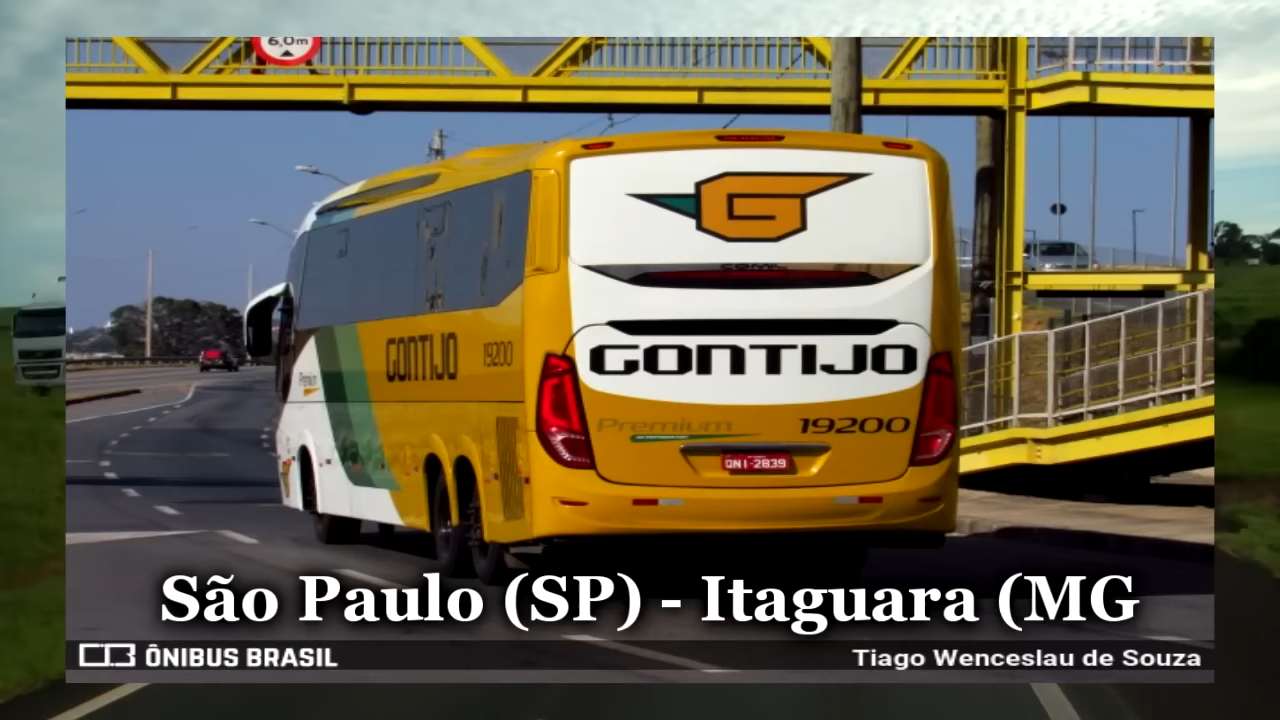 6,0m
G
GONTIJO
19200
Premium
GONTIJO
Premium
19200
QNI-2839
São Paulo (SP) - Itaguara (MG
ÔNIBUS BRASIL
Tiago Wenceslau de Souza